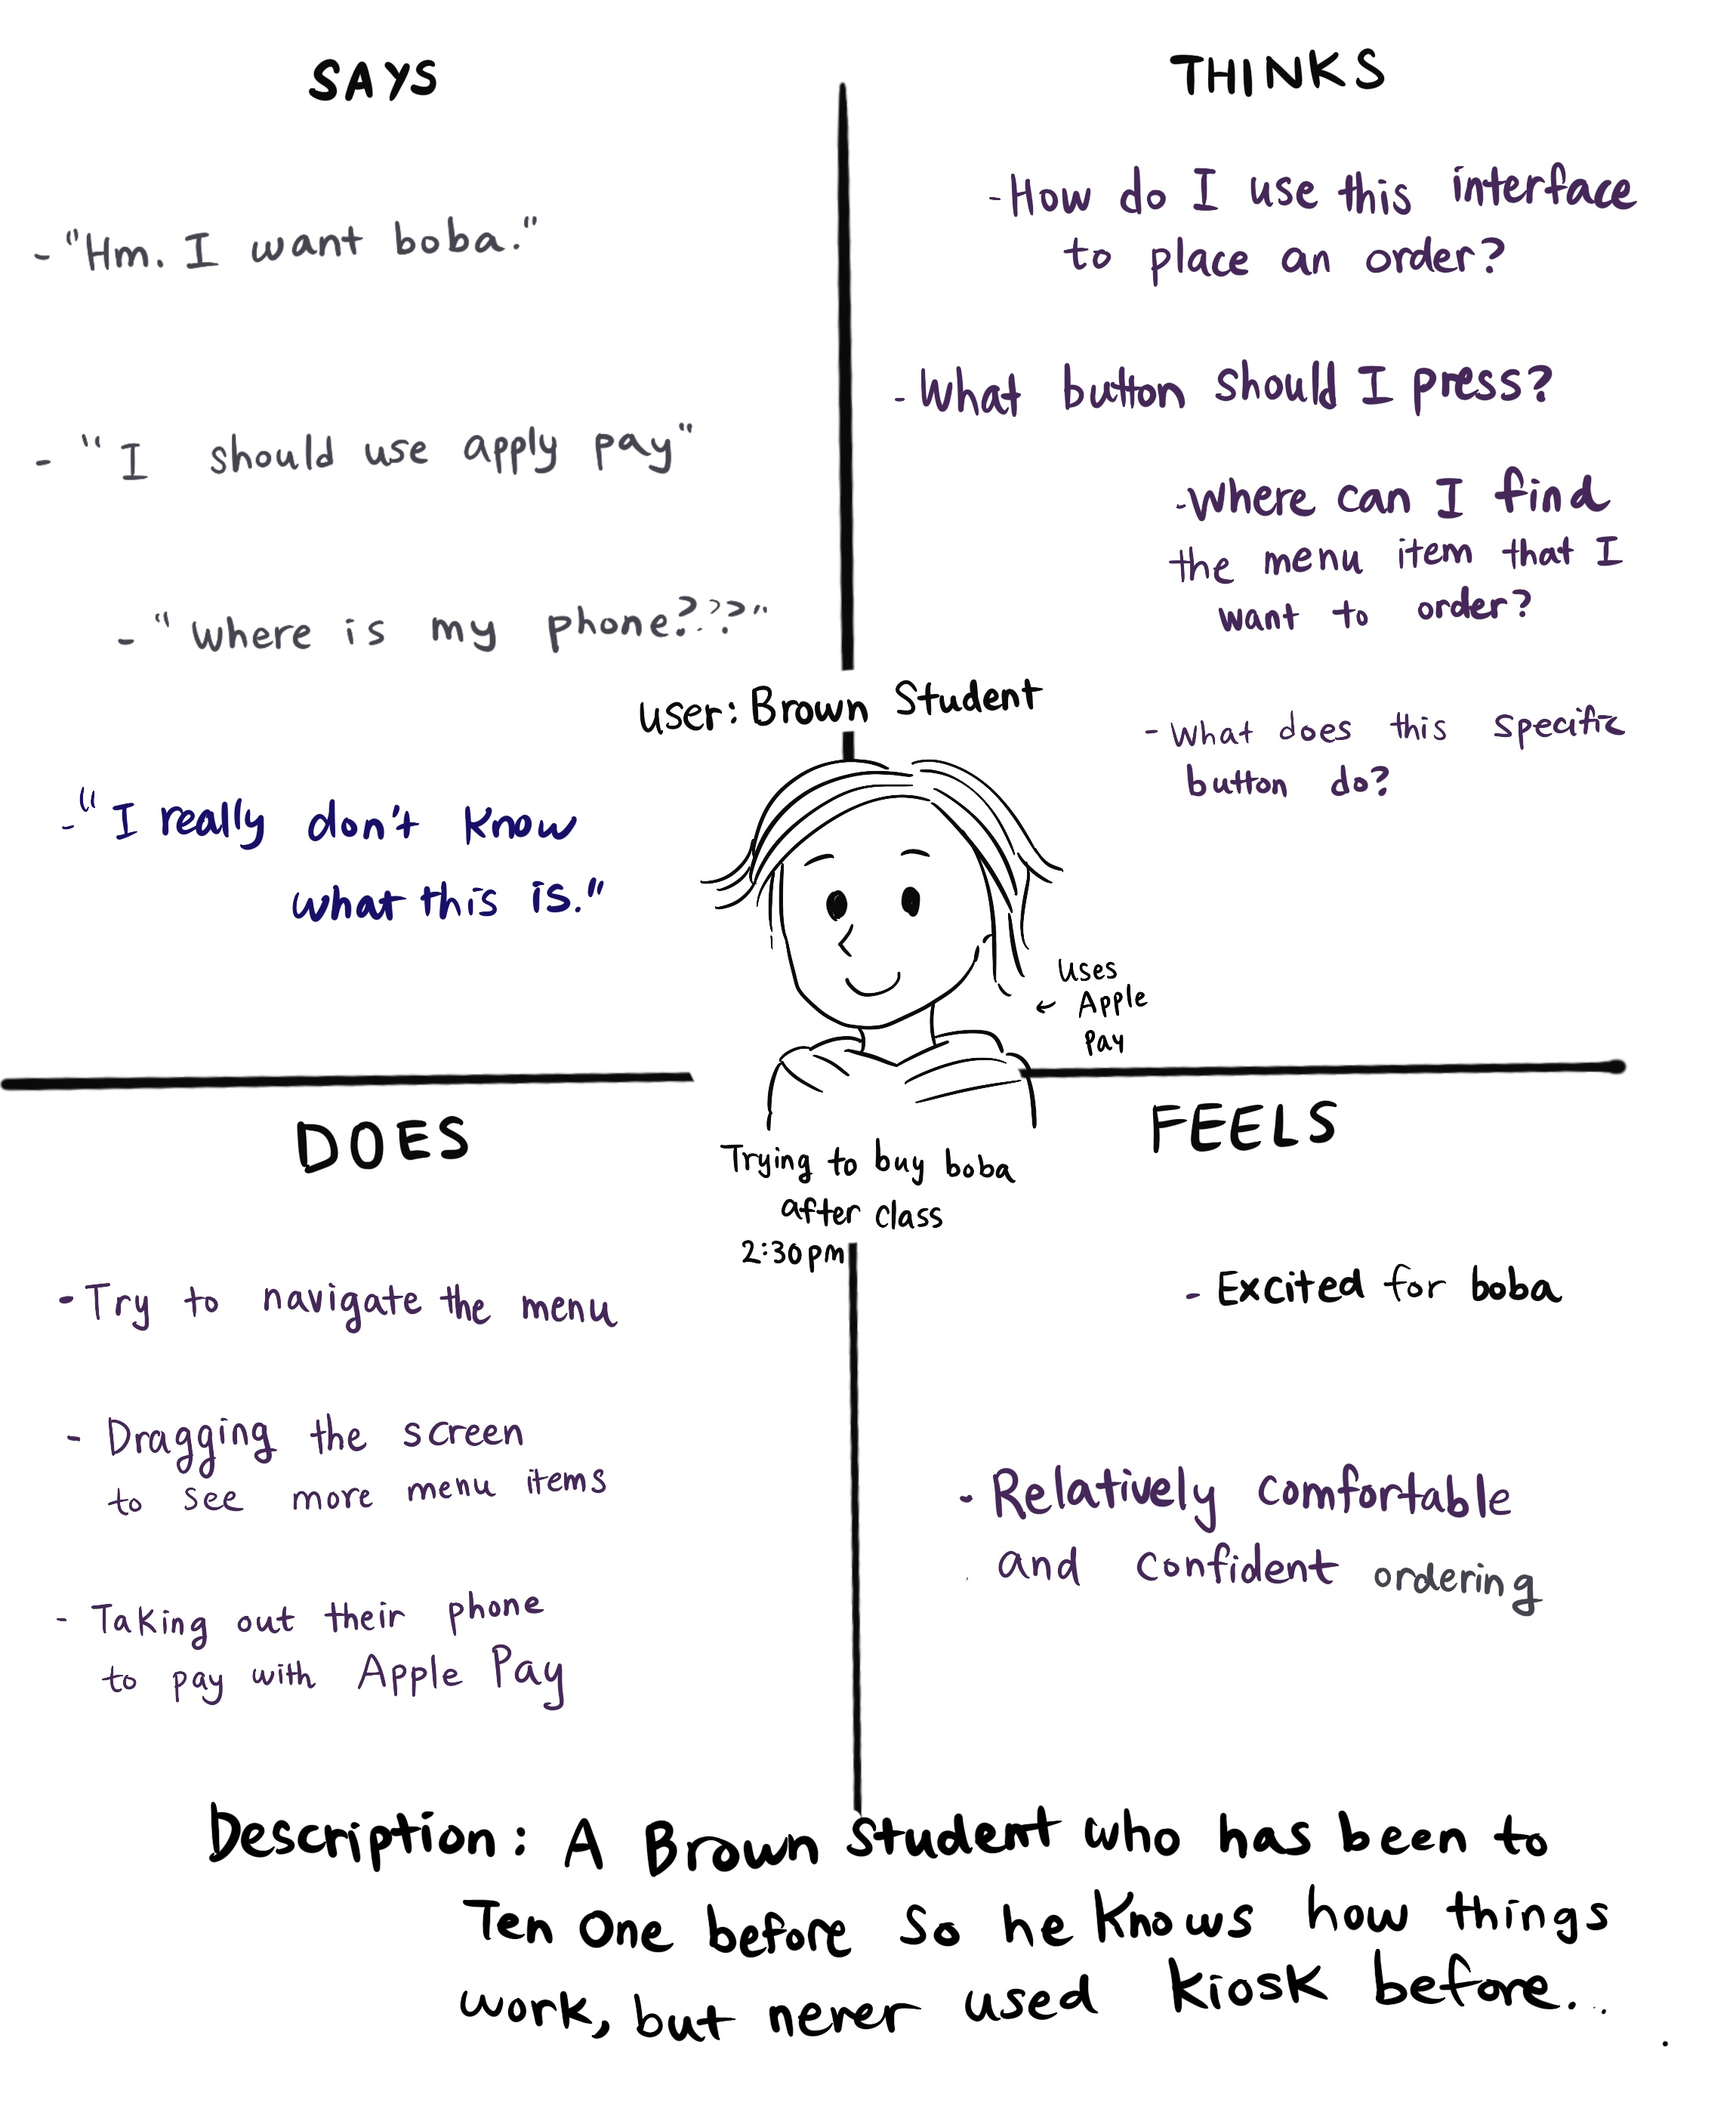 SAYS
- "Hm. I want boba."
- "I should use apply pay"
- "where is my phone???"
- "I really don't know
what this is."
THINKS
- How do I use this interface
to place an order?
- What button should I press?
- Where can I find
the menu item that I
want to order?
- What does this specific
button do?
user: Brown Student
uses
← Apple
Pay
Trying to buy boba
after class
2:30pm
DOES
- Try to navigate the menu
- Dragging the screen
to see more menu items
- Taking out their phone
to pay with Apple Pay
FEELS
- Excited for boba
- Relatively comfortable
and confident ordering
Description: A Brown student who has been to
Ten One before so he knows how things
work, but never used kiosk before...